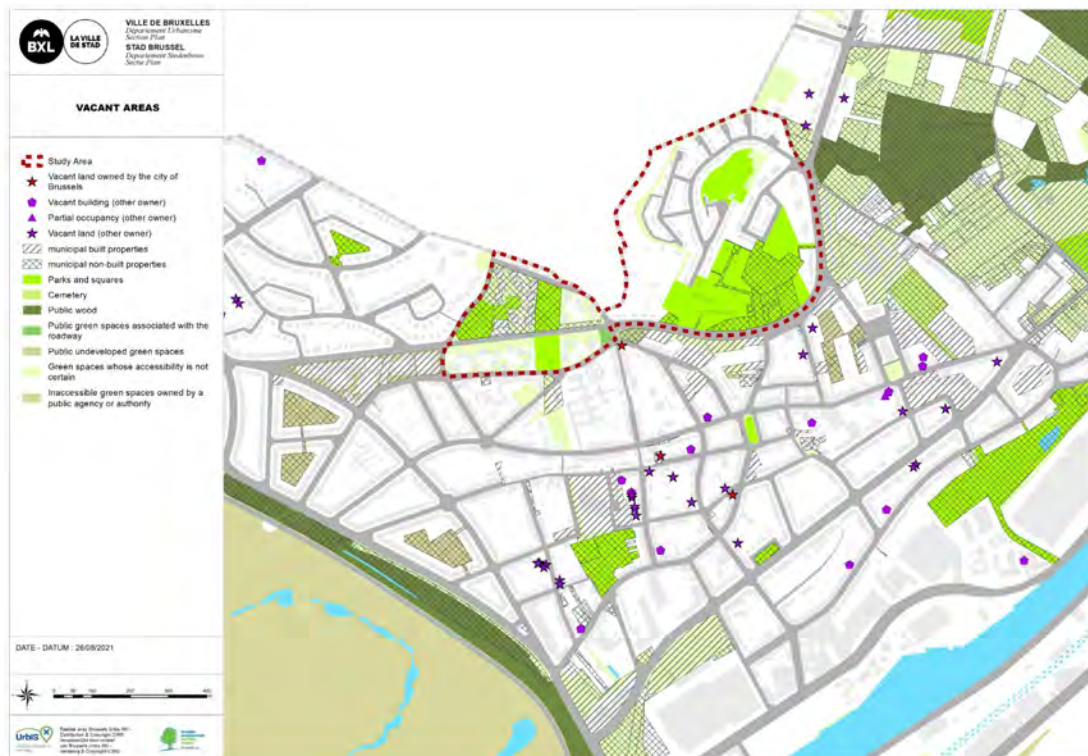 BXL
LA VILLE
DE STAD
VILLE DE BRUXELLES
Département Urbanisme
Section Plan
STAD BRUSSEL
Departement Stedenbouw
Sectie Plan
VACANT AREAS
Study Area
Vacant land owned by the city of
Brussels
Vacant building (other owner)
Partial occupancy (other owner)
Vacant land (other owner)
municipal built properties
municipal non-built properties
Parks and squares
Cemetery
Public wood
Public green spaces associated with the
roadway
Public undeveloped green spaces
Green spaces whose accessibility is not
certain
Inaccessible green spaces owned by a
public agency or authority
DATE - DATUM : 26/08/2021
UrbIS